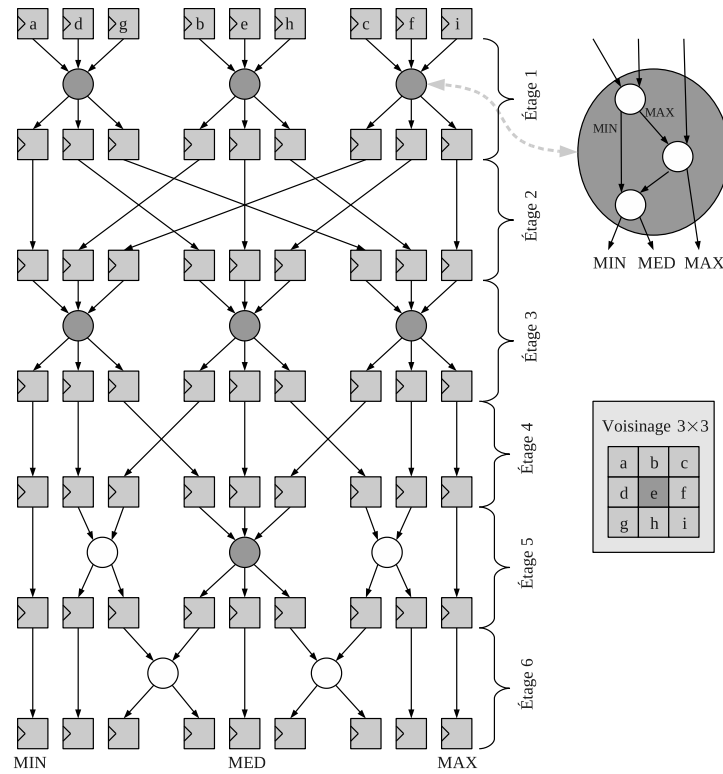 a d g b e h c f i
Étage 1
Étage 2
Étage 3
Étage 4
Étage 5
Étage 6
MIN MED MAX
MIN
MAX
MIN MED MAX
Voisinage 3×3
a b c
d e f
g h i